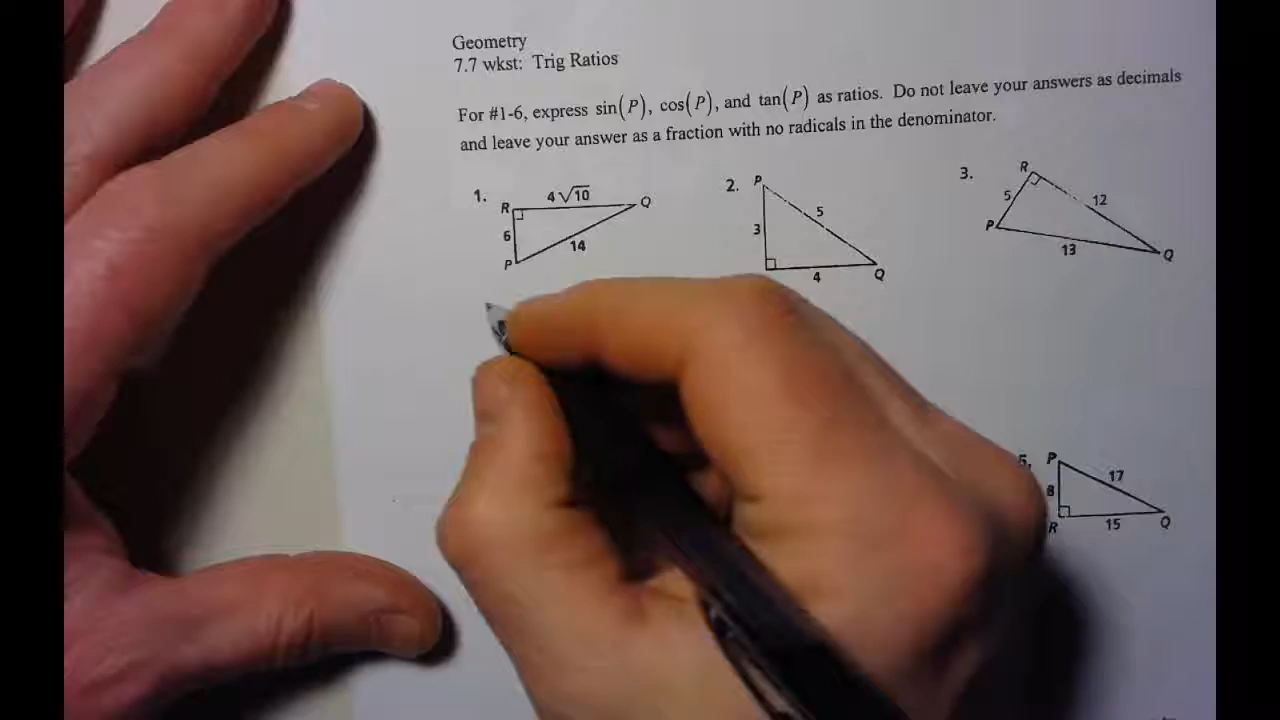 Geometry
7.7 wkst: Trig Ratios
For #1-6, express sin(P), cos(P), and tan(P) as ratios. Do not leave your answers as decimals
and leave your answer as a fraction with no radicals in the denominator.
1.
R
4√10
Q
6
14
P
2.
P
3
5
4
Q
3.
R
5
12
P
13
Q
P
17
8
R
15
Q